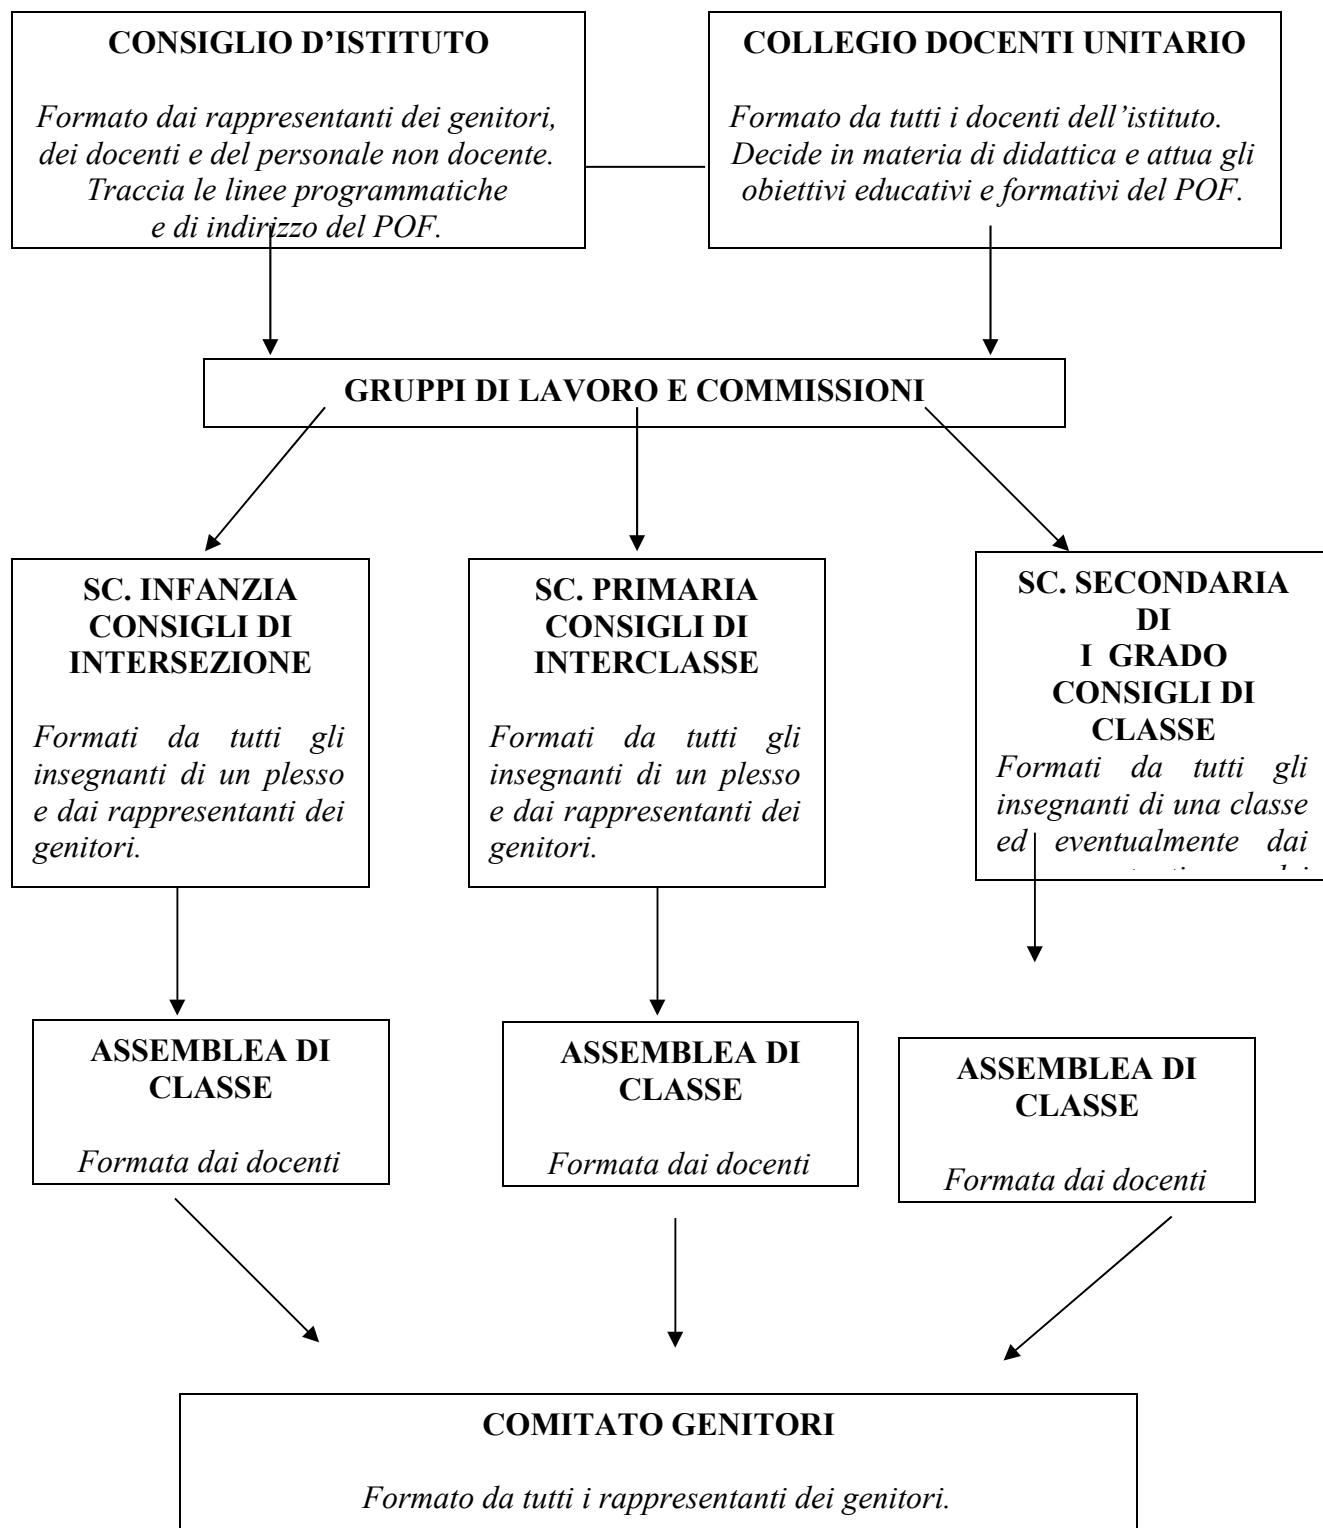 CONSIGLIO D’ISTITUTO
Formato dai rappresentanti dei genitori,
dei docenti e del personale non docente.
Traccia le linee programmatiche
e di indirizzo del POF.
COLLEGIO DOCENTI UNITARIO
Formato da tutti i docenti dell’istituto.
Decide in materia di didattica e attua gli
obiettivi educativi e formativi del POF.
GRUPPI DI LAVORO E COMMISSIONI
SC. INFANZIA
CONSIGLI DI
INTERSEZIONE
Formati da tutti gli
insegnanti di un plesso
e dai rappresentanti dei
genitori.
SC. PRIMARIA
CONSIGLI DI
INTERCLASSE
Formati da tutti gli
insegnanti di un plesso
e dai rappresentanti dei
genitori.
SC. SECONDARIA
DI
I GRADO
CONSIGLI DI
CLASSE
Formati da tutti gli
insegnanti di una classe
ed eventualmente dai
ASSEMBLEA DI
CLASSE
Formata dai docenti
ASSEMBLEA DI
CLASSE
Formata dai docenti
ASSEMBLEA DI
CLASSE
Formata dai docenti
COMITATO GENITORI
Formato da tutti i rappresentanti dei genitori.